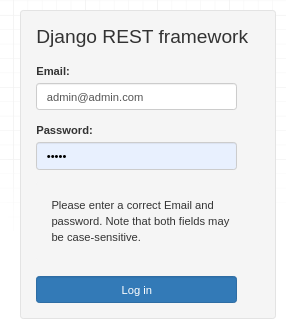 Django REST framework
Email:
admin@admin.com
Password:
•••••
Please enter a correct Email and
password. Note that both fields may
be case-sensitive.
Log in